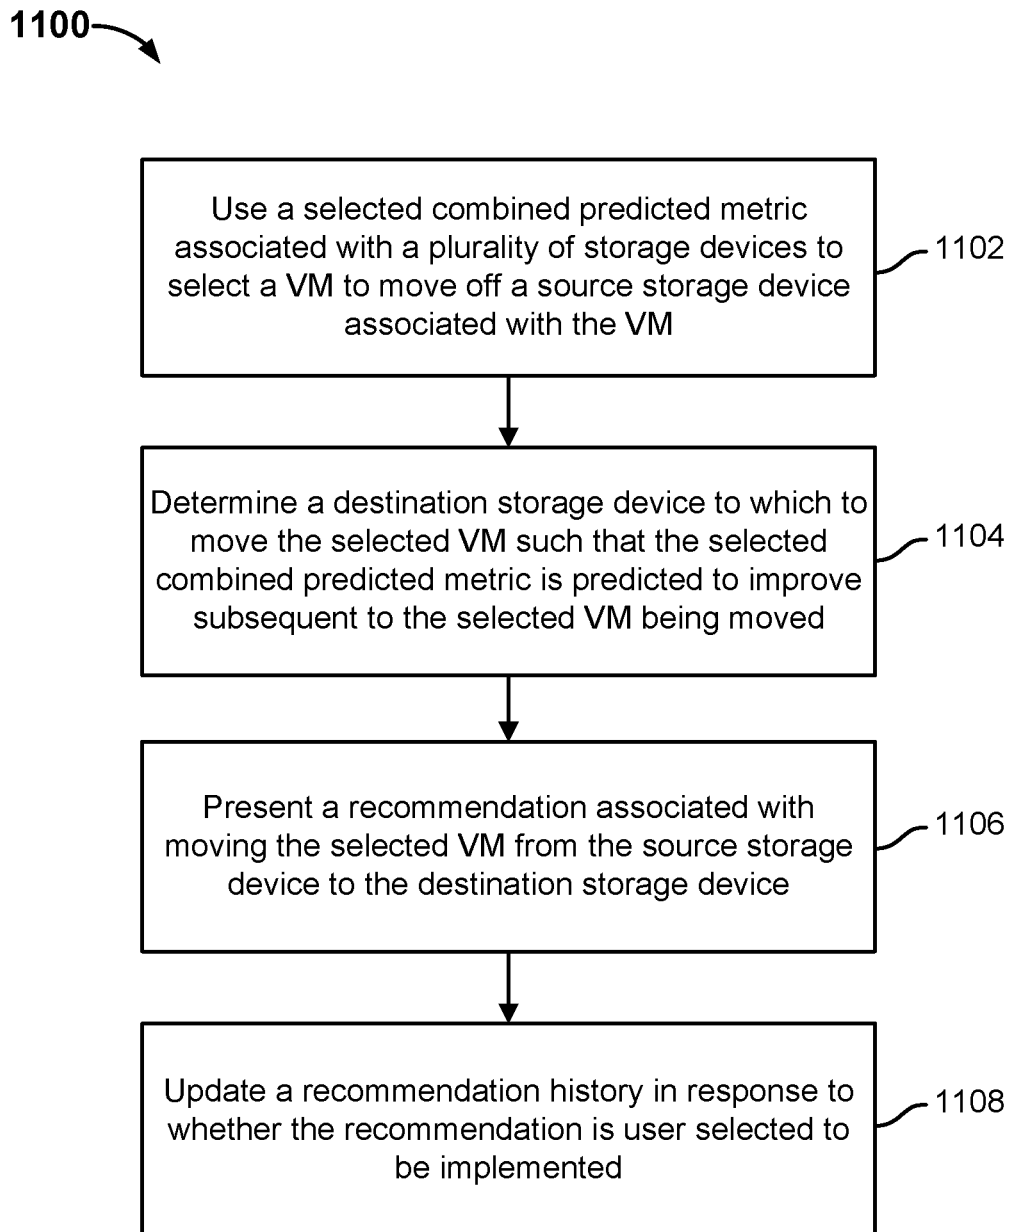 1100
Use a selected combined predicted metric
associated with a plurality of storage devices to
select a VM to move off a source storage device
associated with the VM
1102
Determine a destination storage device to which to
move the selected VM such that the selected
combined predicted metric is predicted to improve
subsequent to the selected VM being moved
1104
Present a recommendation associated with
moving the selected VM from the source storage
device to the destination storage device
1106
Update a recommendation history in response to
whether the recommendation is user selected to
be implemented
1108